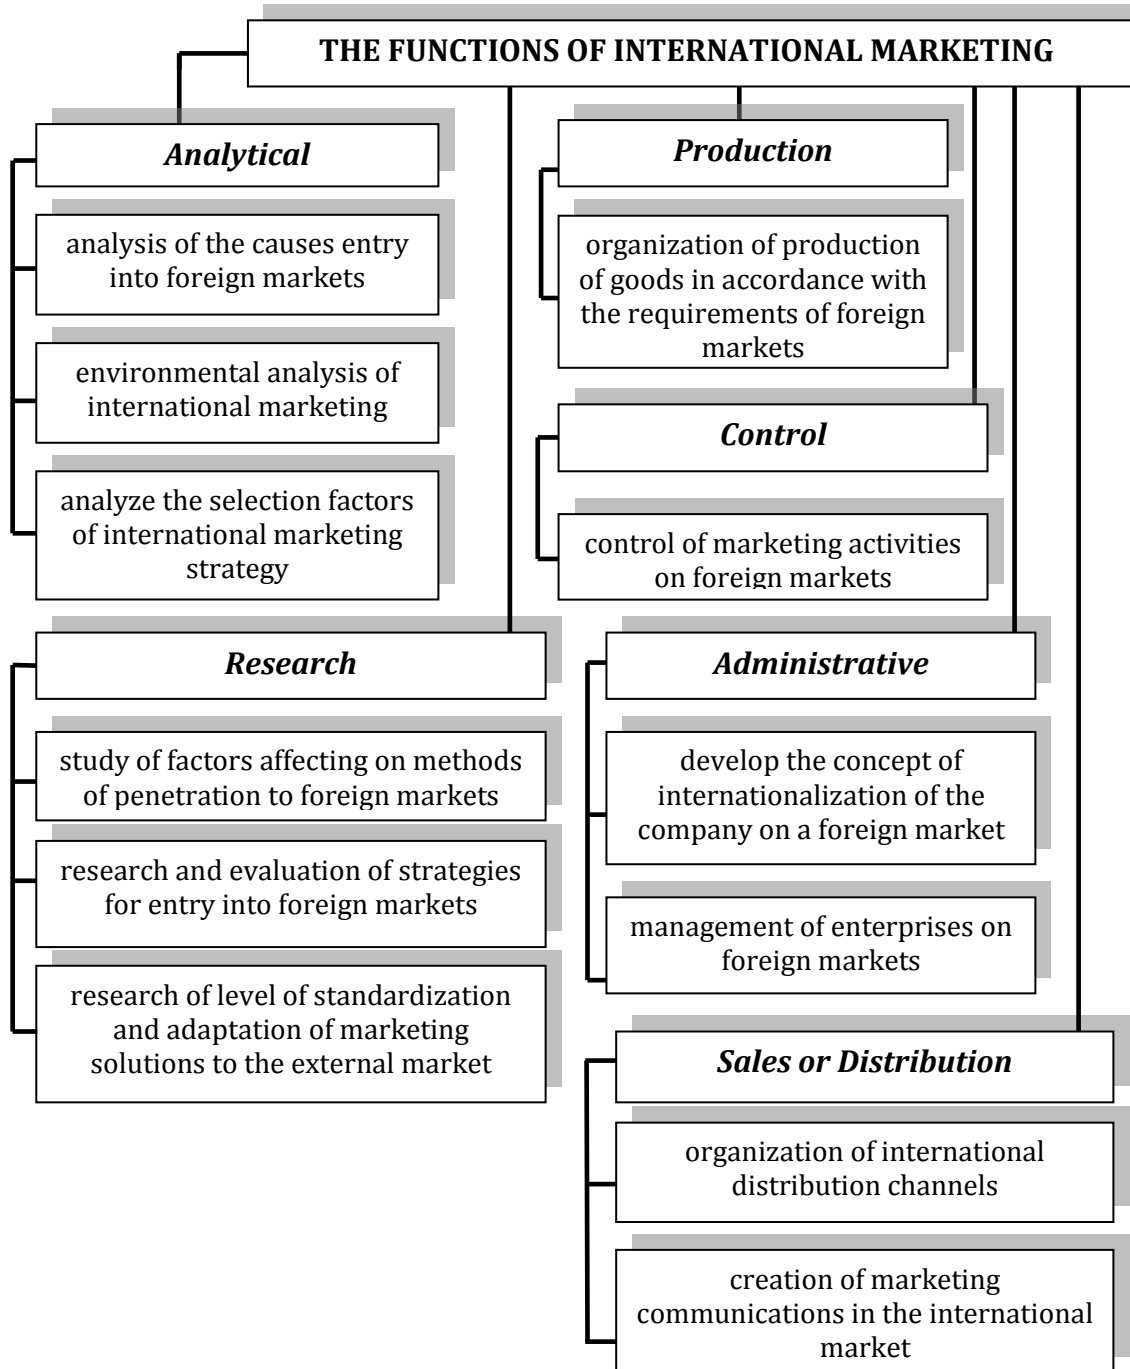 THE FUNCTIONS OF INTERNATIONAL MARKETING
Analytical
analysis of the causes entry
into foreign markets
environmental analysis of
international marketing
analyze the selection factors
of international marketing
strategy
Production
organization of production
of goods in accordance with
the requirements of foreign
markets
Control
control of marketing activities
on foreign markets
Research
study of factors affecting on methods
of penetration to foreign markets
research and evaluation of strategies
for entry into foreign markets
research of level of standardization
and adaptation of marketing
solutions to the external market
Administrative
develop the concept of
internationalization of the
company on a foreign market
management of enterprises on
foreign markets
Sales or Distribution
organization of international
distribution channels
creation of marketing
communications in the international
market